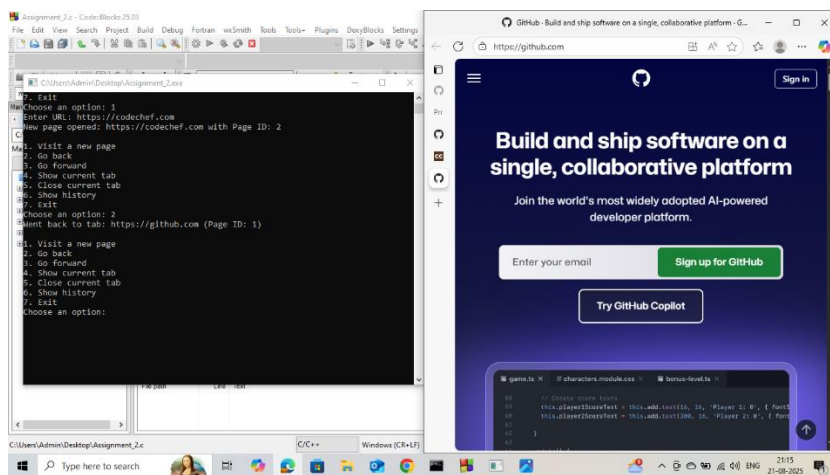 Assignment_2.c - Code::Blocks 25.03
File Edit View Search Project Build Debug Fortran wxSmith Tools Tools+ Plugins DoxyBlocks Settings
C:\Users\Admin\Desktop\Assignment_2.exe
7. Exit
Choose an option: 1
Enter URL: https://codechef.com
New page opened: https://codechef.com with Page ID: 2
1. Visit a new page
2. Go back
3. Go forward
4. Show current tab
5. Close current tab
6. Show history
7. Exit
Choose an option: 2
Went back to tab: https://github.com (Page ID: 1)
1. Visit a new page
2. Go back
3. Go forward
4. Show current tab
5. Close current tab
6. Show history
7. Exit
Choose an option:
File path Line Text
C:\Users\Admin\Desktop\Assignment_2.c C/C++ Windows (CR+LF)
GitHub · Build and ship software on a single, collaborative platform - G...
https://github.com
Pri
Sign in
Build and ship software on a
single, collaborative platform
Join the world's most widely adopted AI-powered
developer platform.
Enter your email Sign up for GitHub
Try GitHub Copilot
game.ts characters.module.css bonus-level.ts
// Create score texts
this.player1ScoreText = this.add.text(16, 16, 'Player 1: 0', {
this.player2ScoreText = this.add.text(300, 16, 'Player 2: 0', {
}
Type here to search
ENG
21:15
21-08-2025